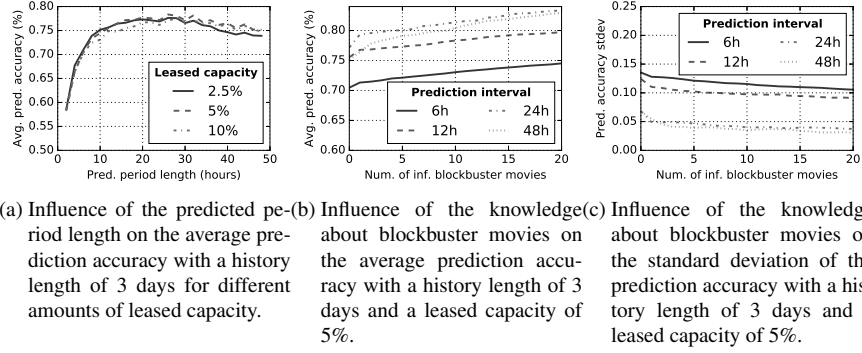 0.80
0.75
0.70
0.65
0.60
0.55
0.50
Avg. pred. accuracy (%)
Leased capacity
2.5%
5%
10%
0 10 20 30 40 50
Pred. period length (hours)
0.80
0.75
0.70
0.65
0.60
Avg. pred. accuracy (%)
Prediction interval
6h 24h
12h 48h
0 5 10 15 20
Num. of inf. blockbuster movies
0.25
0.20
0.15
0.10
0.05
0.00
Pred. accuracy stdev
Prediction interval
6h 24h
12h 48h
0 5 10 15 20
Num. of inf. blockbuster movies
(a) Influence of the predicted pe-
riod length on the average pre-
diction accuracy with a history
length of 3 days for different
amounts of leased capacity.
(b) Influence of the knowledge
about blockbuster movies on
the average prediction accu-
racy with a history length of 3
days and a leased capacity of
5%.
(c) Influence of the knowledg
about blockbuster movies o
the standard deviation of th
prediction accuracy with a his
tory length of 3 days and
leased capacity of 5%.